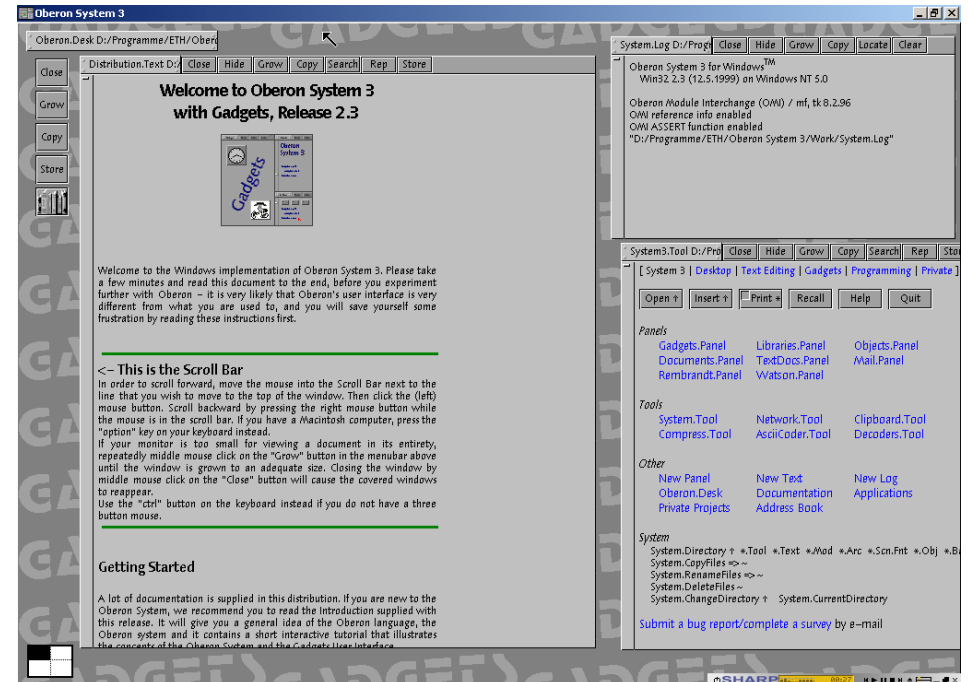 Oberon System 3
Oberon.Desk D:/Programme/ETH/Obero
Close
Grow
Copy
Store
Distribution.Text D:/ Close Hide Grow Copy Search Rep Store
Welcome to Oberon System 3
with Gadgets, Release 2.3
Oberon
System 3
Gadgets
Welcome to the Windows implementation of Oberon System 3. Please take
a few minutes and read this document to the end, before you experiment
further with Oberon – it is very likely that Oberon's user interface is very
different from what you are used to, and you will save yourself some
frustration by reading these instructions first.
<– This is the Scroll Bar
In order to scroll forward, move the mouse into the Scroll Bar next to the
line that you wish to move to the top of the window. Then click the (left)
mouse button. Scroll backward by pressing the right mouse button while
the mouse is in the scroll bar. If you have a Macintosh computer, press the
"option" key on your keyboard instead.
If your monitor is too small for viewing a document in its entirety,
repeatedly middle mouse click on the "Grow" button in the menubar above
until the window is grown to an adequate size. Closing the window by
middle mouse click on the "Close" button will cause the covered windows
to reappear.
Use the "ctrl" button on the keyboard instead if you do not have a three
button mouse.
Getting Started
A lot of documentation is supplied in this distribution. If you are new to the
Oberon System, we recommend you to read the Introduction supplied with
this release. It will give you a general idea of the Oberon language, the
Oberon system and it contains a short interactive tutorial that illustrates
the concepts of the Oberon System and the Gadgets User Interface.
System.Log D:/Progr Close Hide Grow Copy Locate Clear
Oberon System 3 for Windows™
Win32 2.3 (12.5.1999) on Windows NT 5.0
Oberon Module Interchange (OMI) / mf, tk 8.2.96
OMI reference info enabled
OMI ASSERT function enabled
"D:/Programme/ETH/Oberon System 3/Work/System.Log"
System3.Tool D:/Pro Close Hide Grow Copy Search Rep Sto
[ System 3 | Desktop | Text Editing | Gadgets | Programming | Private ]
Open ↑ Insert ↑ Print * Recall Help Quit
Panels
Gadgets.Panel Libraries.Panel Objects.Panel
Documents.Panel TextDocs.Panel Mail.Panel
Rembrandt.Panel Watson.Panel
Tools
System.Tool Network.Tool Clipboard.Tool
Compress.Tool AsciiCoder.Tool Decoders.Tool
Other
New Panel New Text New Log
Oberon.Desk Documentation Applications
Private Projects Address Book
System
System.Directory ↑ *.Tool *.Text *.Mod *.Arc *.Scn.Fnt *.Obj *.Ba
System.CopyFiles => ~
System.RenameFiles => ~
System.DeleteFiles ~
System.ChangeDirectory ↑ System.CurrentDirectory
Submit a bug report/complete a survey by e–mail
SHARP
00:27